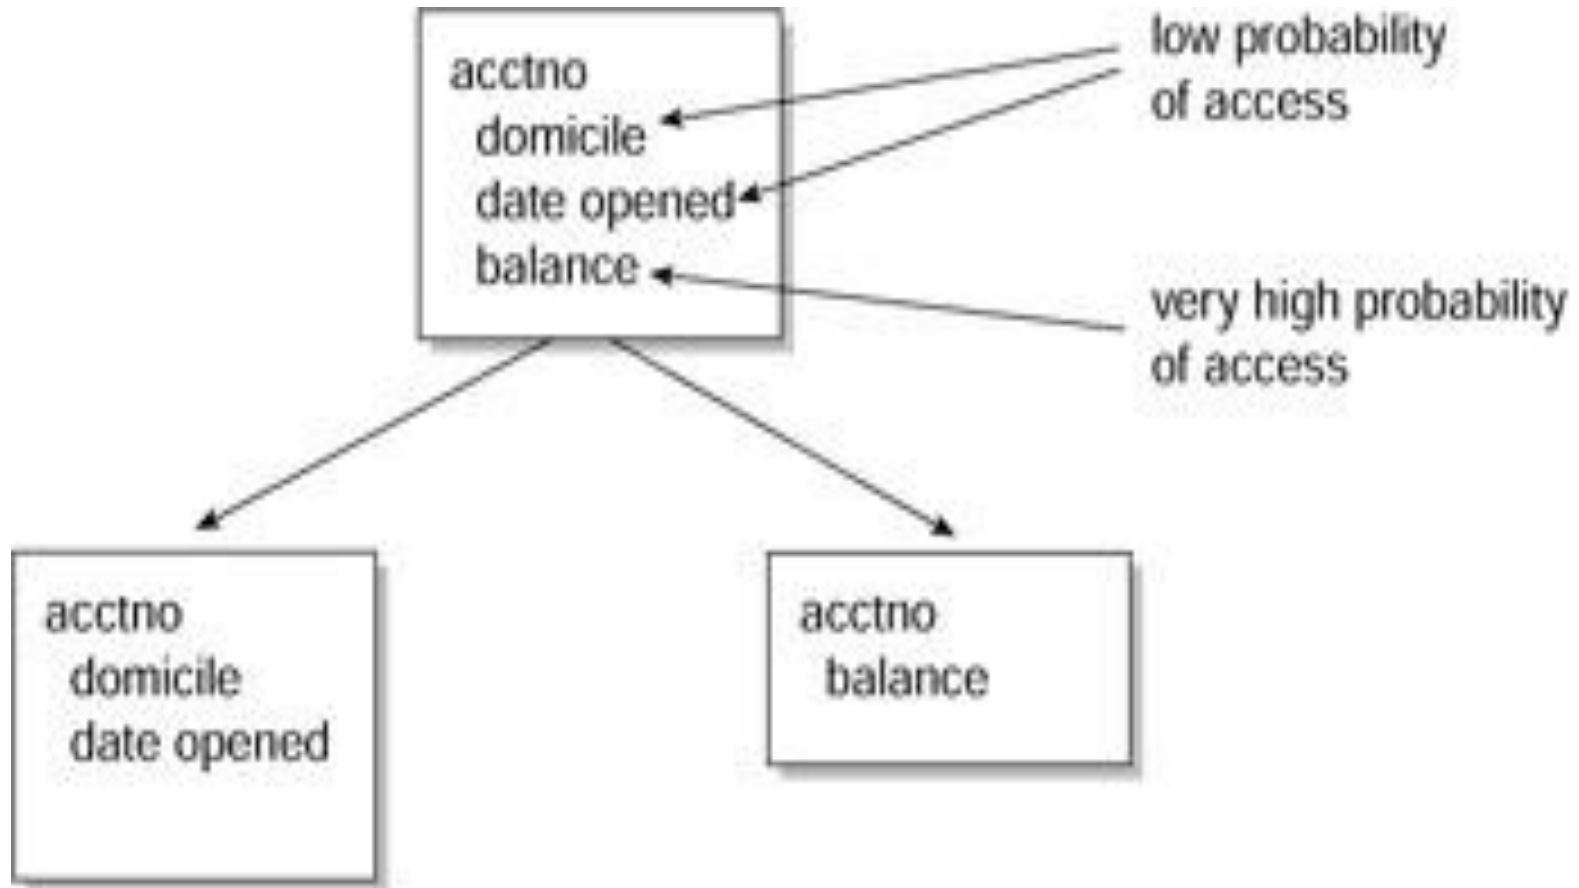 acctno
domicile
date opened
balance
low probability
of access
very high probability
of access
acctno
domicile
date opened
acctno
balance